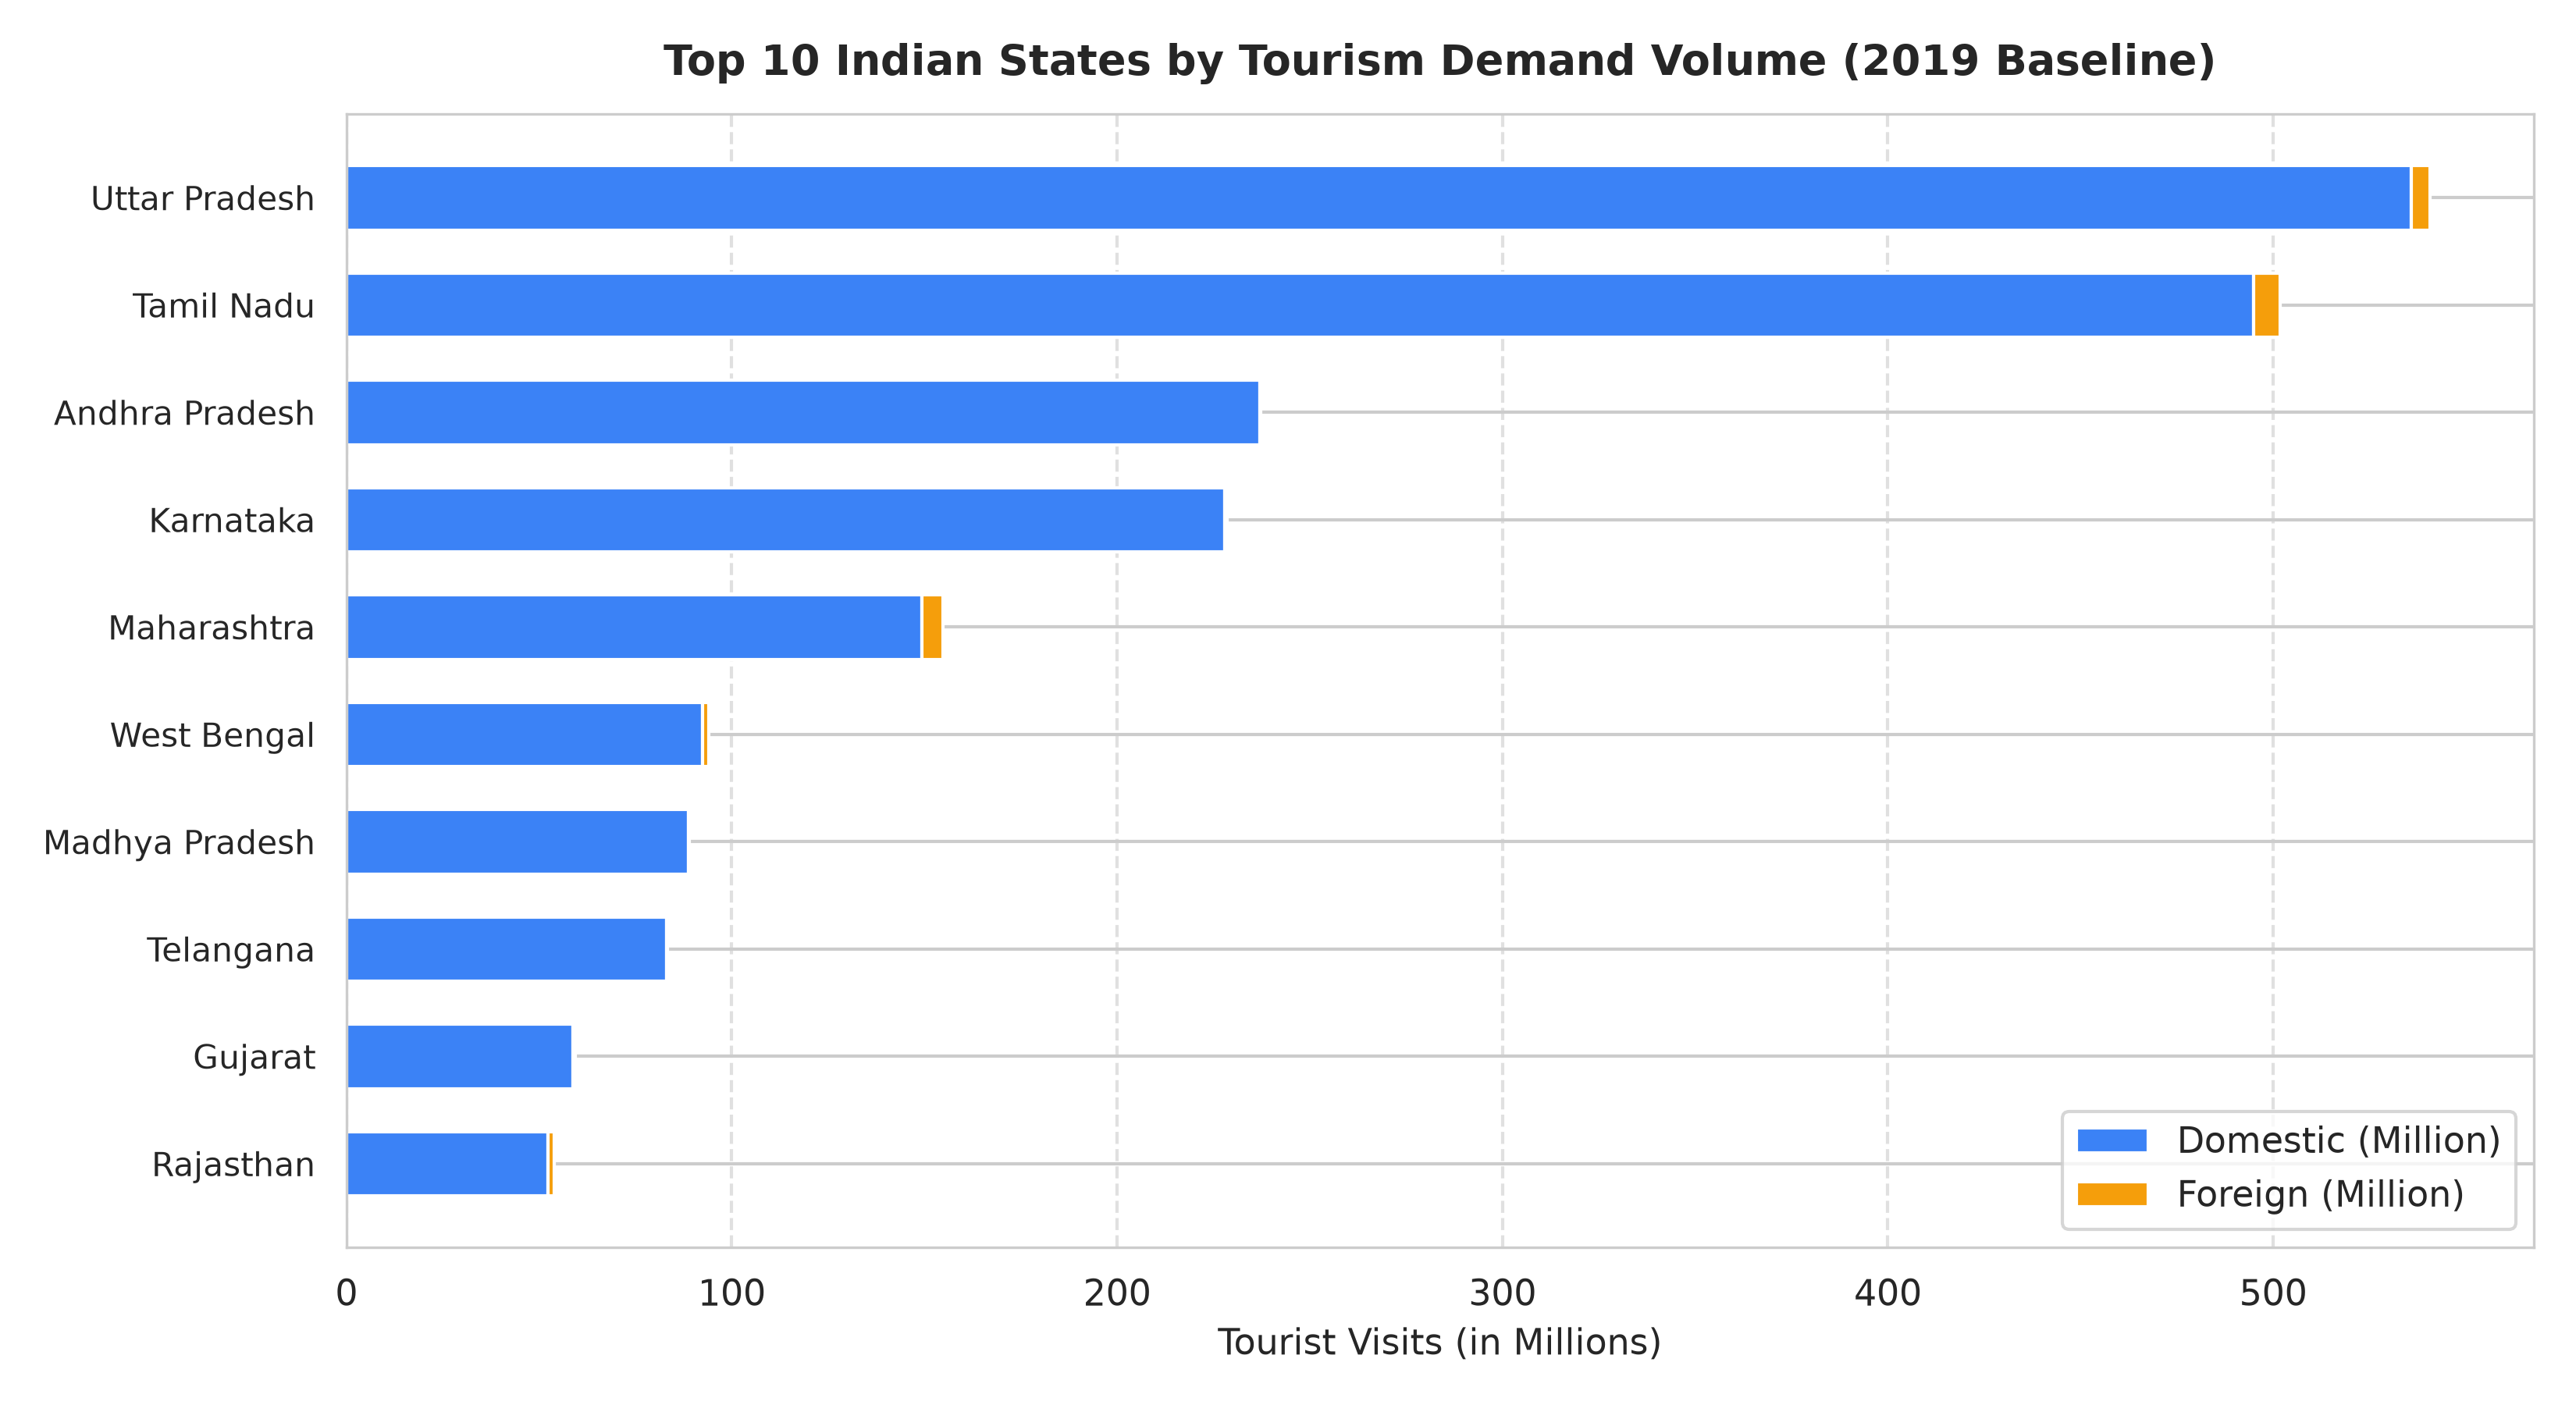 Top 10 Indian States by Tourism Demand Volume (2019 Baseline)
Uttar Pradesh
Tamil Nadu
Andhra Pradesh
Karnataka
Maharashtra
West Bengal
Madhya Pradesh
Telangana
Gujarat
Rajasthan
Domestic (Million)
Foreign (Million)
0 100 200 300 400 500
Tourist Visits (in Millions)